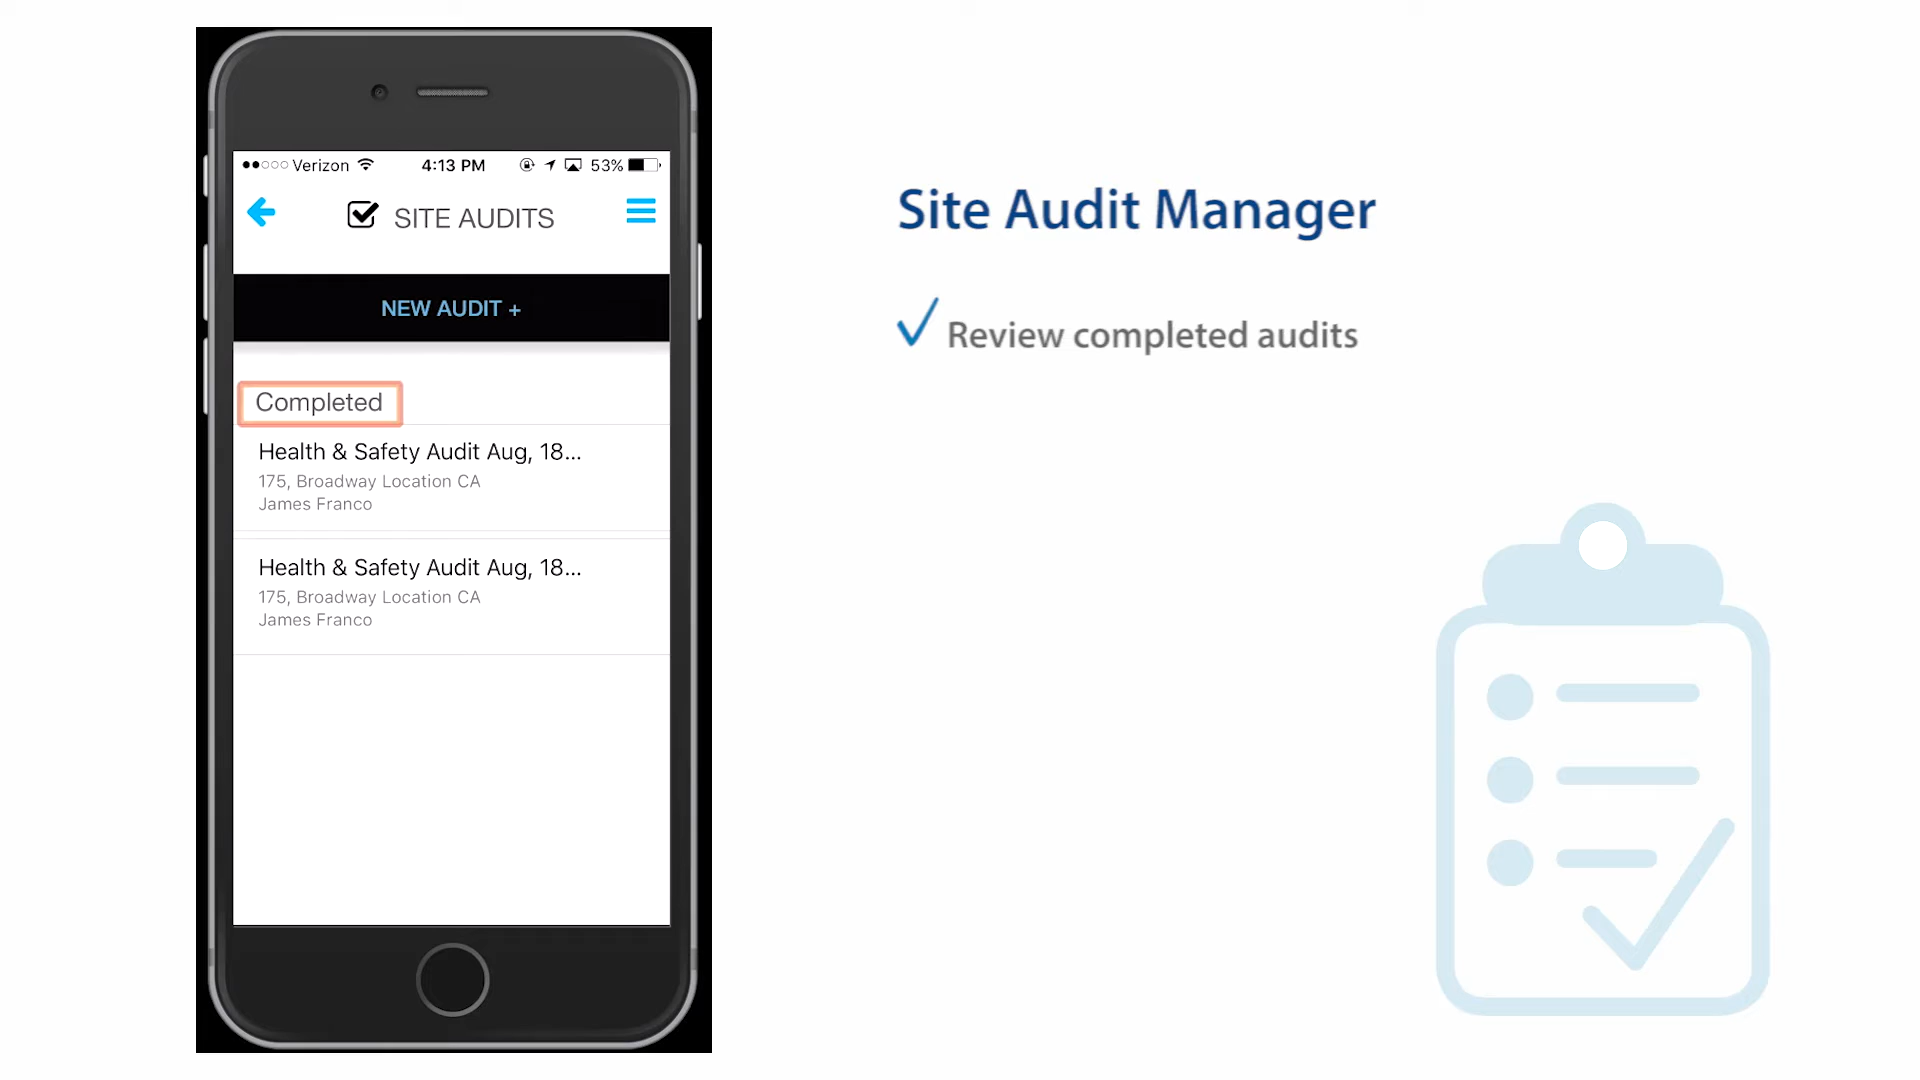 Verizon 4:13 PM 53%
SITE AUDITS
NEW AUDIT +
Completed
Health & Safety Audit Aug, 18...
175, Broadway Location CA
James Franco
Health & Safety Audit Aug, 18...
175, Broadway Location CA
James Franco
Site Audit Manager
Review completed audits